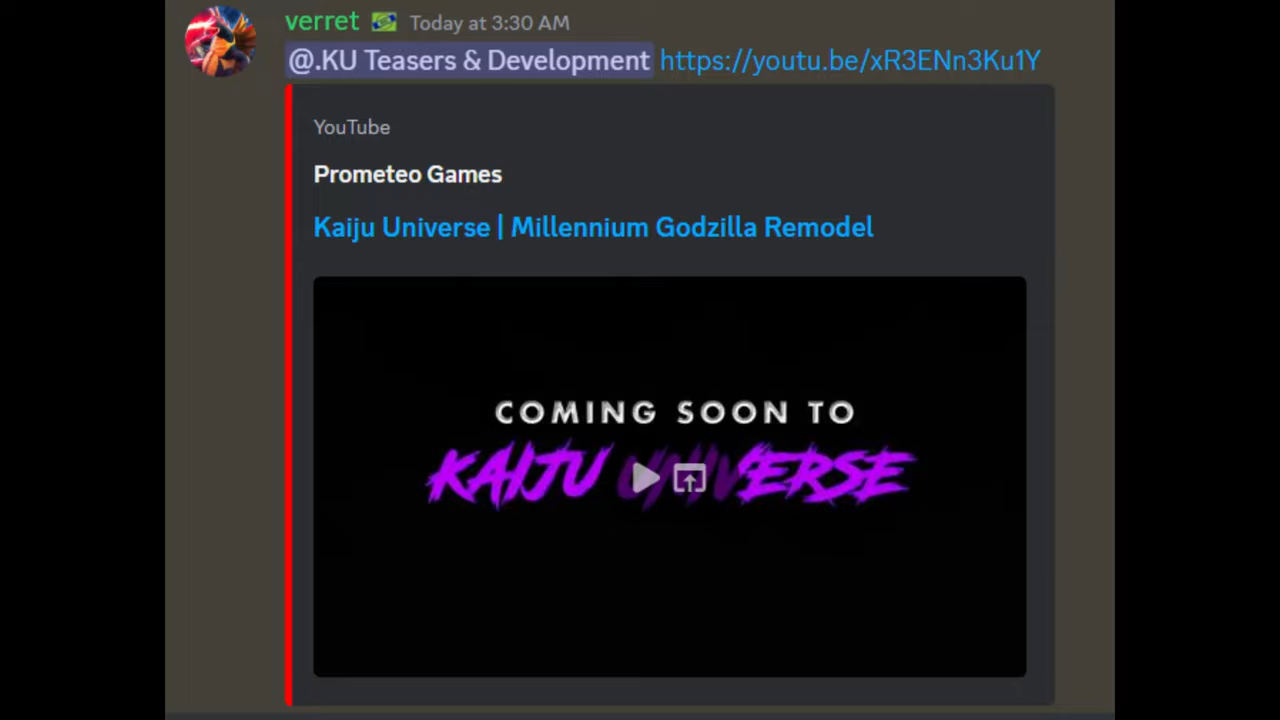 verret Today at 3:30 AM
@.KU Teasers & Development https://youtu.be/xR3ENn3Ku1Y
YouTube
Prometeo Games
Kaiju Universe | Millennium Godzilla Remodel
COMING SOON TO
KAIJU UNIVERSE